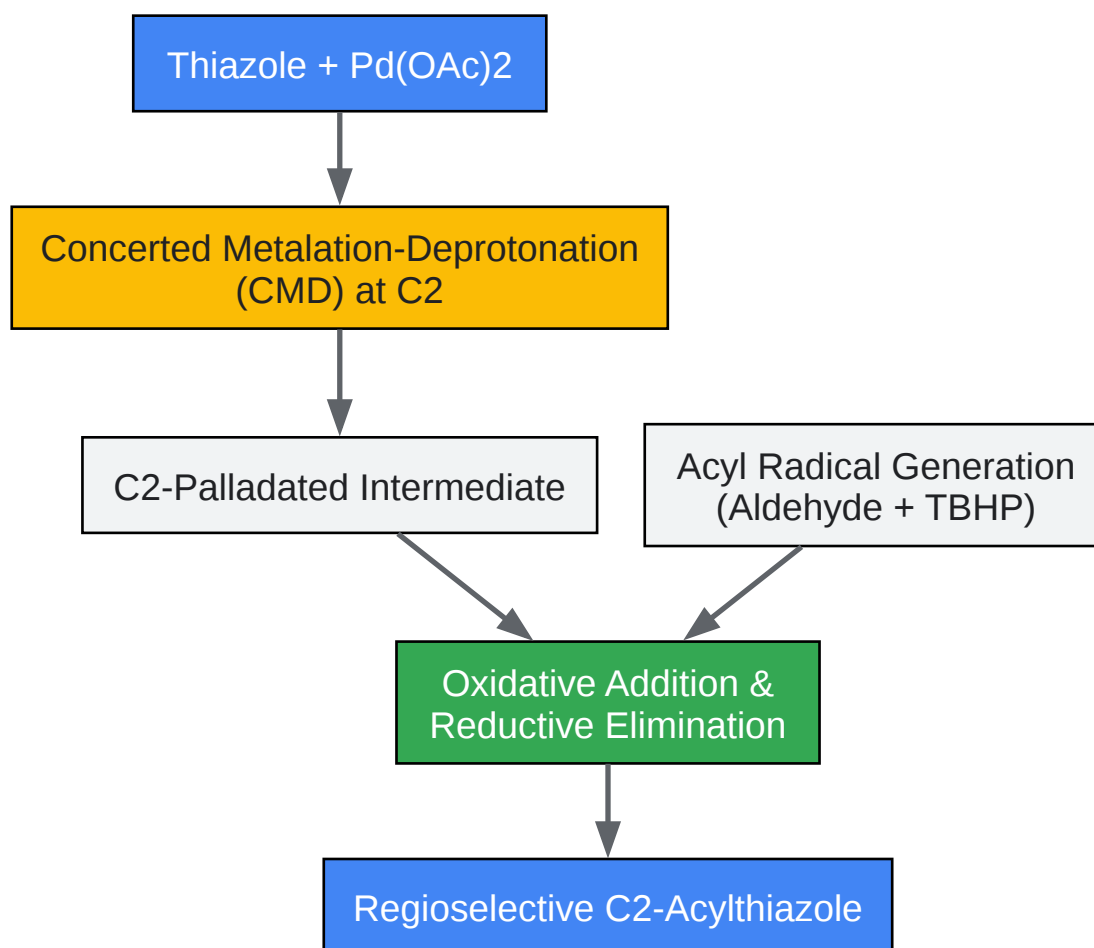 Thiazole + Pd(OAc)2
Concerted Metalation-Deprotonation
(CMD) at C2
C2-Palladated Intermediate
Acyl Radical Generation
(Aldehyde + TBHP)
Oxidative Addition &
Reductive Elimination
Regioselective C2-Acylthiazole